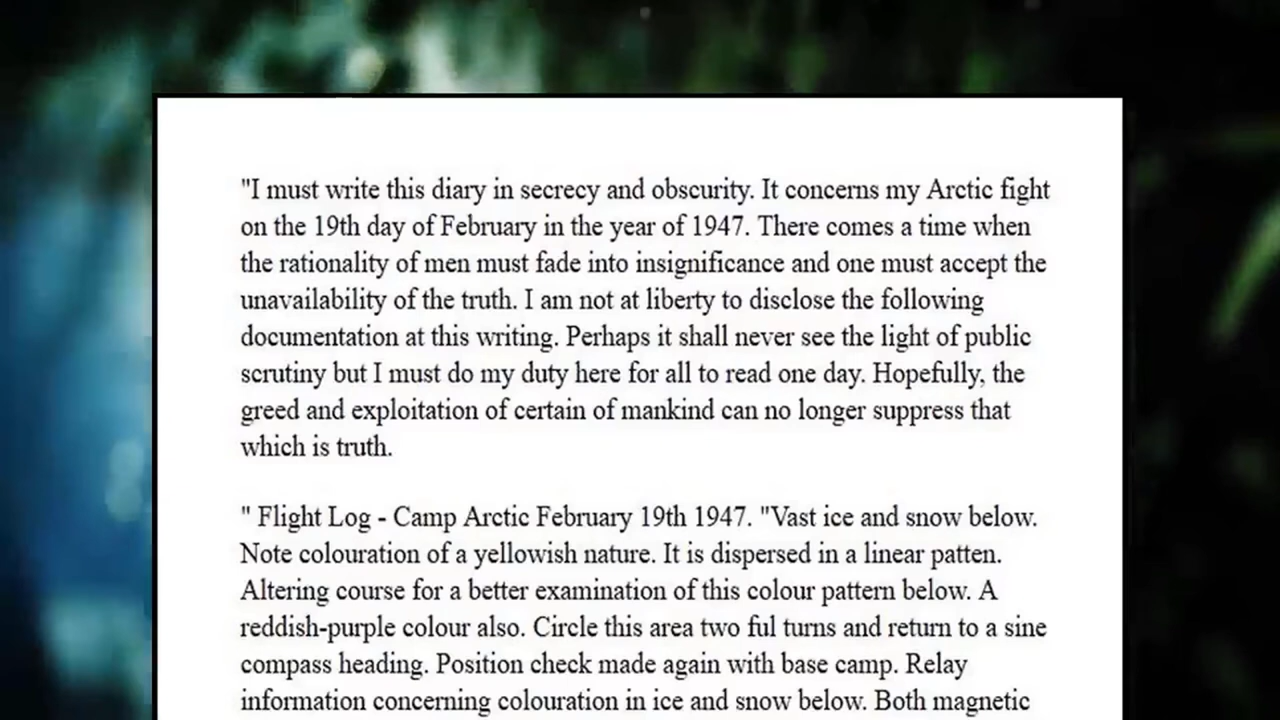 "I must write this diary in secrecy and obscurity. It concerns my Arctic fight
on the 19th day of February in the year of 1947. There comes a time when
the rationality of men must fade into insignificance and one must accept the
unavailability of the truth. I am not at liberty to disclose the following
documentation at this writing. Perhaps it shall never see the light of public
scrutiny but I must do my duty here for all to read one day. Hopefully, the
greed and exploitation of certain of mankind can no longer suppress that
which is truth.
" Flight Log - Camp Arctic February 19th 1947. "Vast ice and snow below.
Note colouration of a yellowish nature. It is dispersed in a linear patten.
Altering course for a better examination of this colour pattern below. A
reddish-purple colour also. Circle this area two ful turns and return to a sine
compass heading. Position check made again with base camp. Relay
information concerning colouration in ice and snow below. Both magnetic